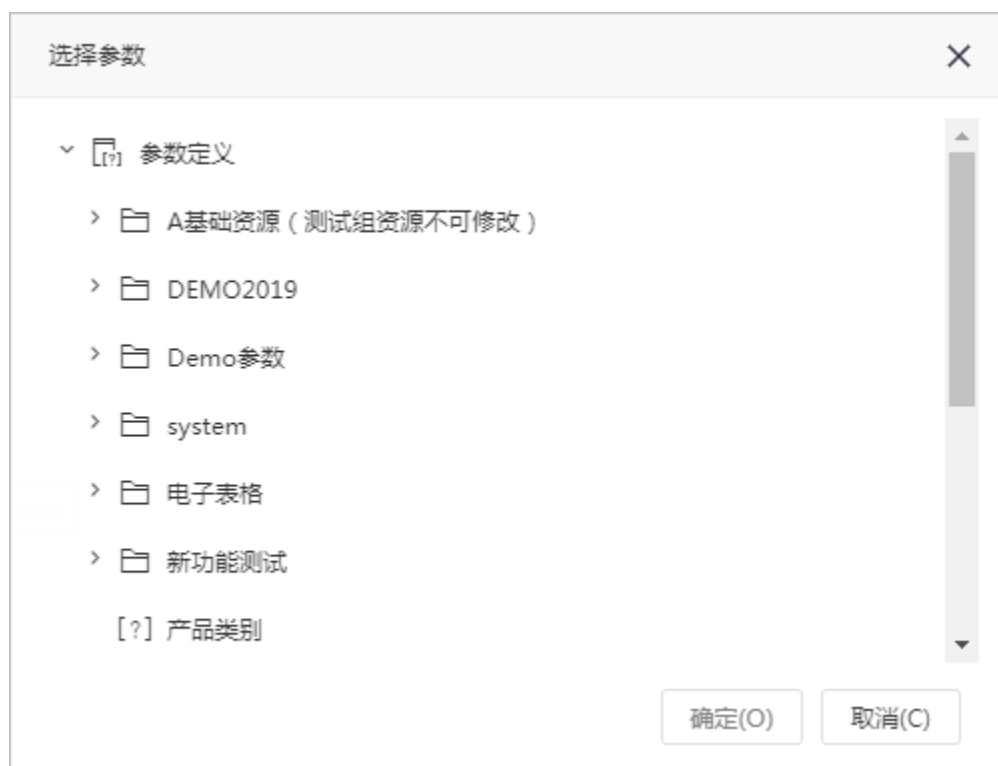 选择参数
参数定义
A基础资源（测试组资源不可修改）
DEMO2019
Demo参数
system
电子表格
新功能测试
[?] 产品类别
确定(O) 取消(C)